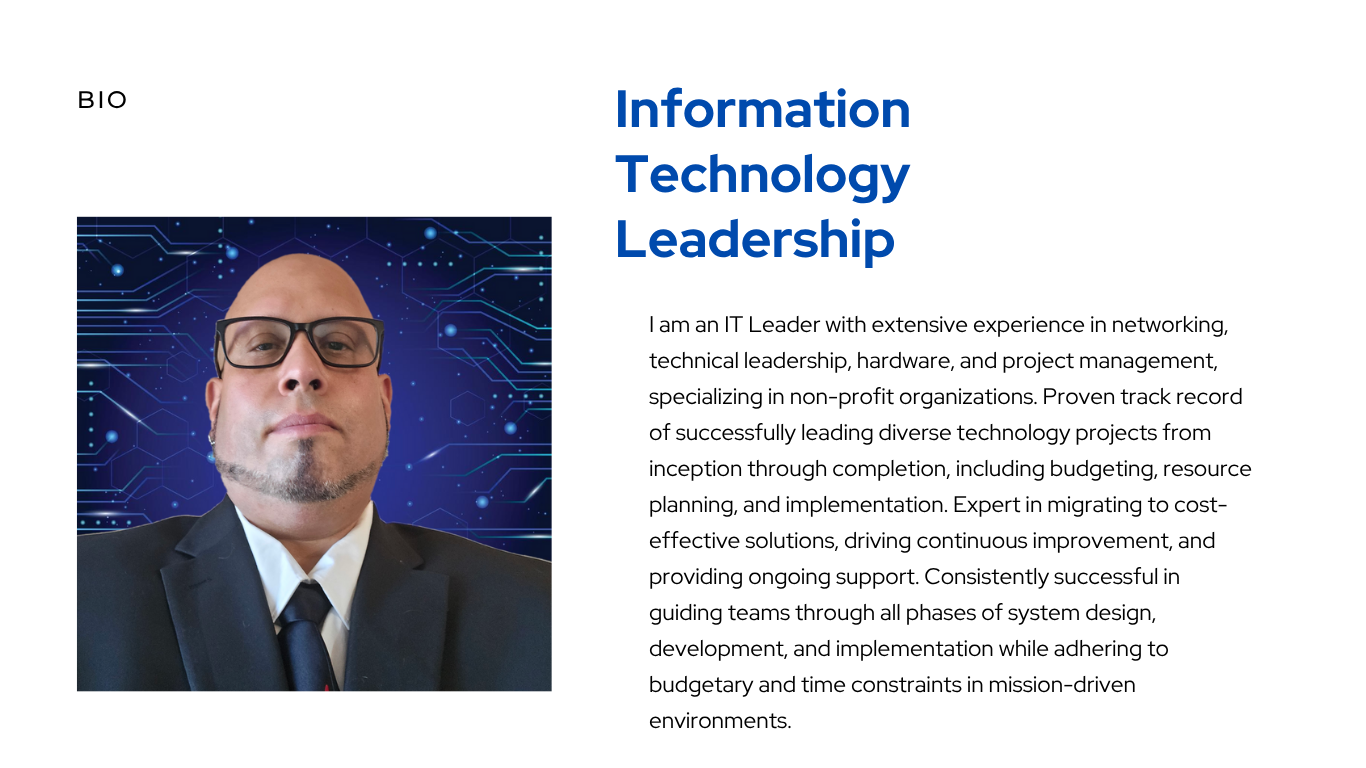 BIO
Information
Technology
Leadership
I am an IT Leader with extensive experience in networking,
technical leadership, hardware, and project management,
specializing in non-profit organizations. Proven track record
of successfully leading diverse technology projects from
inception through completion, including budgeting, resource
planning, and implementation. Expert in migrating to cost-
effective solutions, driving continuous improvement, and
providing ongoing support. Consistently successful in
guiding teams through all phases of system design,
development, and implementation while adhering to
budgetary and time constraints in mission-driven
environments.